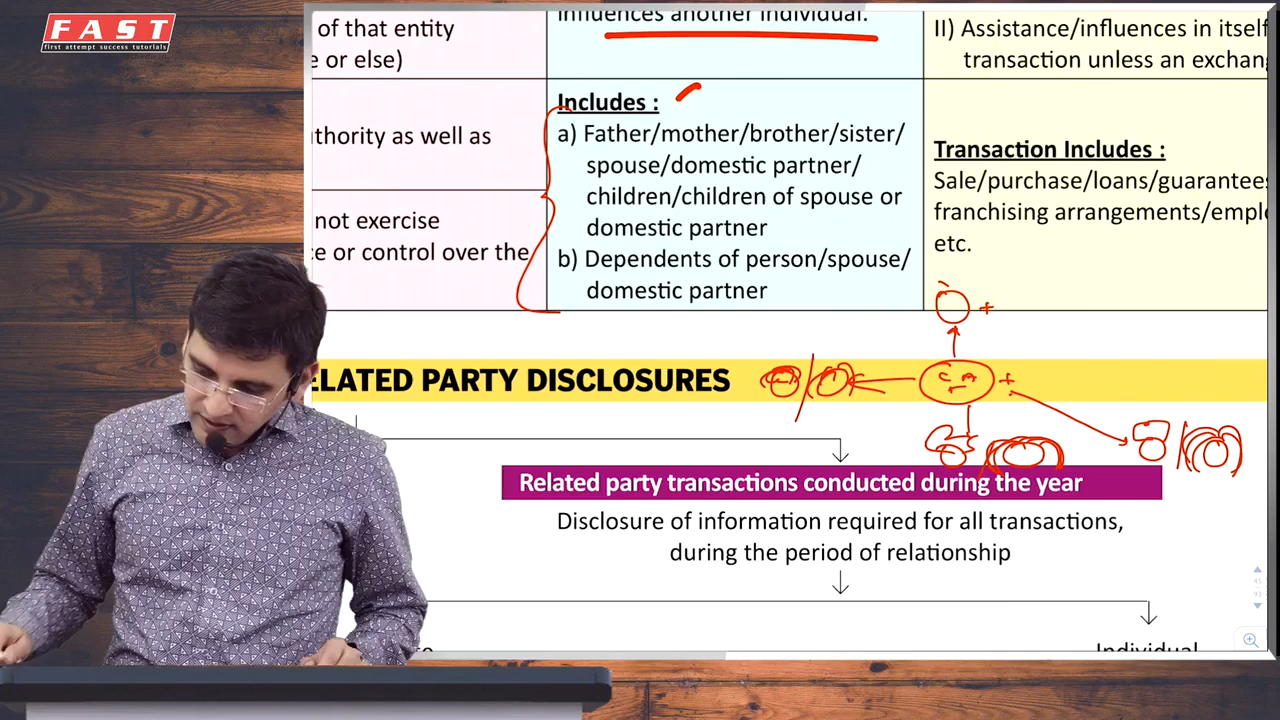 FAST
first attempt success tutorials
of that entity
e or else)
uthority as well as
not exercise
ce or control over the
influences another individual.
Includes :
a) Father/mother/brother/sister/
spouse/domestic partner/
children/children of spouse or
domestic partner
b) Dependents of person/spouse/
domestic partner
II) Assistance/influences in itself
transaction unless an exchang
Transaction Includes :
Sale/purchase/loans/guarantees
franchising arrangements/emplo
etc.
ELATED PARTY DISCLOSURES
Related party transactions conducted during the year
Disclosure of information required for all transactions,
during the period of relationship
Individual